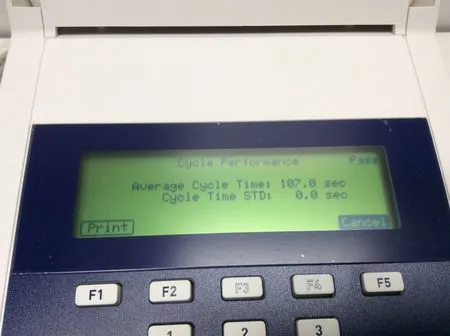 Cycle Performance Pass
Average Cycle Time: 107.0 sec
Cycle Time STD: 0.0 sec
Print Cancel
F1 F2 F3 F4 F5
1 2 3